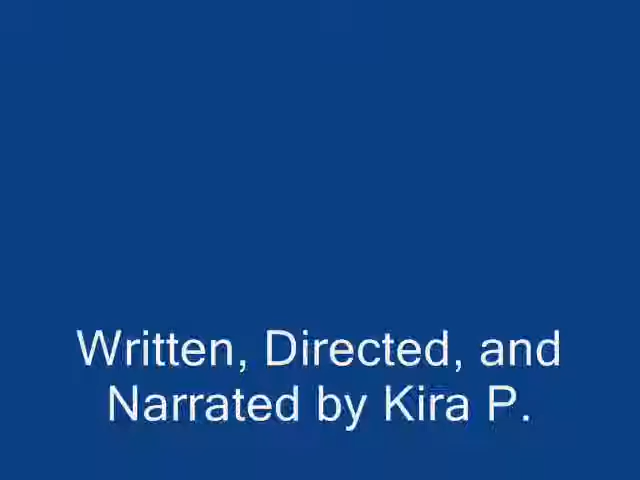 Written, Directed, and
Narrated by Kira P.